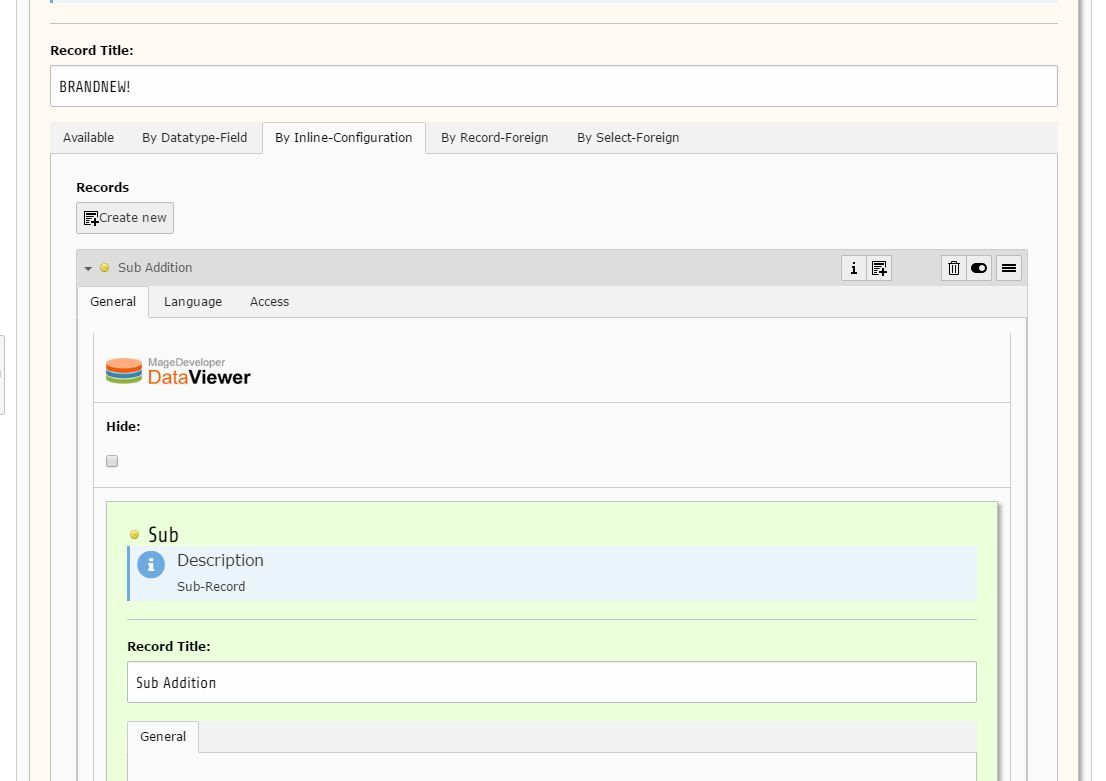 Record Title:
BRANDNEW!
Available By Datatype-Field By Inline-Configuration By Record-Foreign By Select-Foreign
Records
Create new
Sub Addition
General Language Access
MageDeveloper
DataViewer
Hide:
Sub
Description
Sub-Record
Record Title:
Sub Addition
General